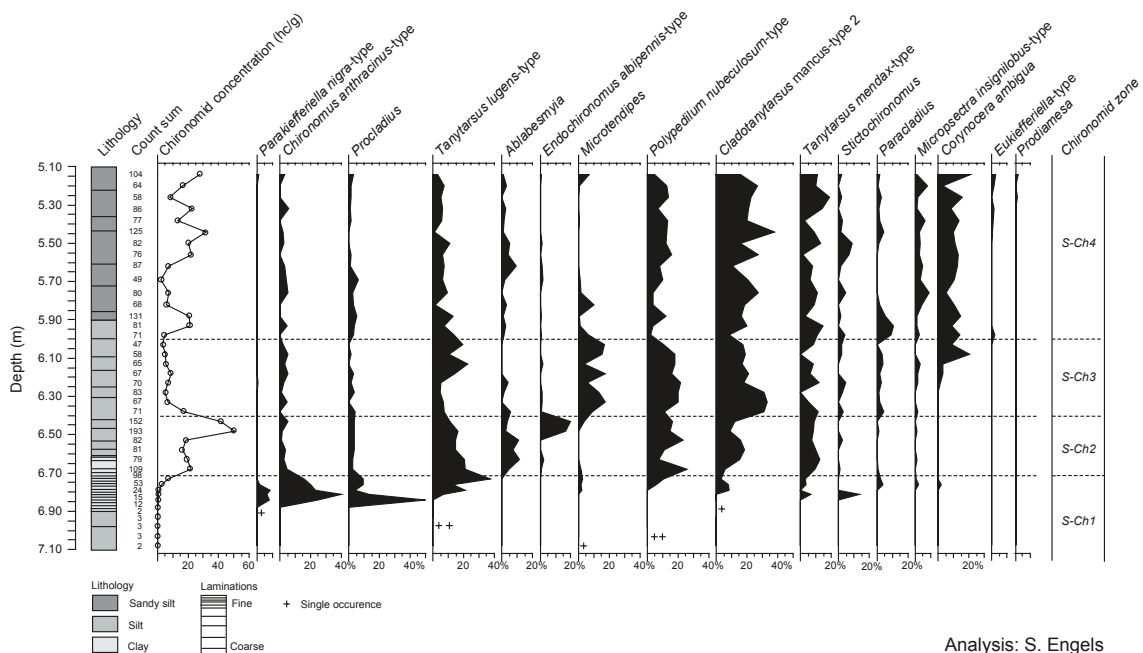 Lithology
Count sum
Chironomid concentration (hc/g)
Parakiefferiella nigra-type
Chironomus anthracinus-type
Procladius
Tanytarsus lugens-type
Ablabesmyia
Endochironomus albipennis-type
Microtendipes
Polypedilum nubeculosum-type
Cladotanytarsus mancus-type 2
Tanytarsus mendax-type
Stictochironomus
Paracladius
Micropsectra insignilobus-type
Corynocera ambigua
Eukiefferiella-type
Prodiamesa
Chironomid zone
Depth (m)
5.10
5.30
5.50
5.70
5.90
6.10
6.30
6.50
6.70
6.90
7.10
104
64
58
86
77
125
82
76
87
49
80
68
131
81
71
47
58
65
67
70
83
67
71
152
193
82
81
79
109
98
53
24
15
12
2
3
3
3
2
S-Ch4
S-Ch3
S-Ch2
S-Ch1
0 20 40 60 20 40% 20 40% 20 40% 20% 20% 20% 20 40% 20 40% 20% 20% 20% 20% 20%
Lithology
Sandy silt
Silt
Clay
Laminations
Fine
Coarse
+ Single occurence
Analysis: S. Engels